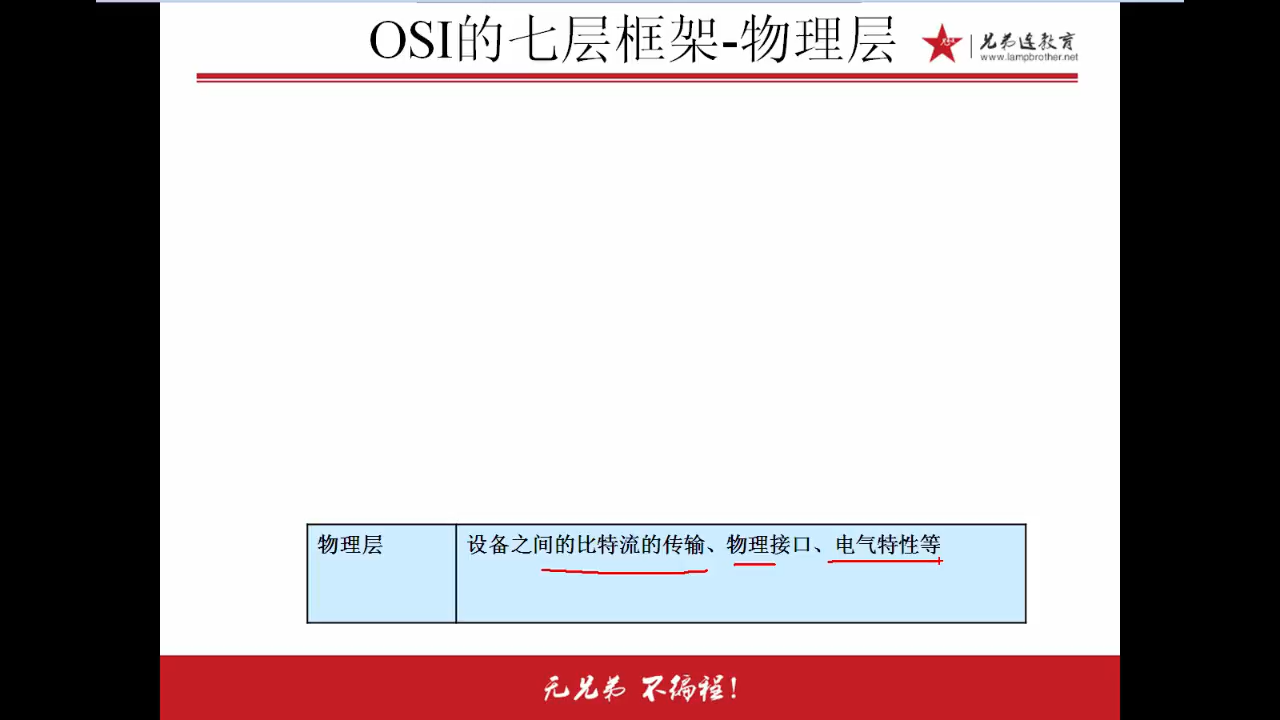 OSI的七层框架-物理层
兄弟连教育
www.lampbrother.net
物理层
设备之间的比特流的传输、物理接口、电气特性等
无兄弟 不编程!